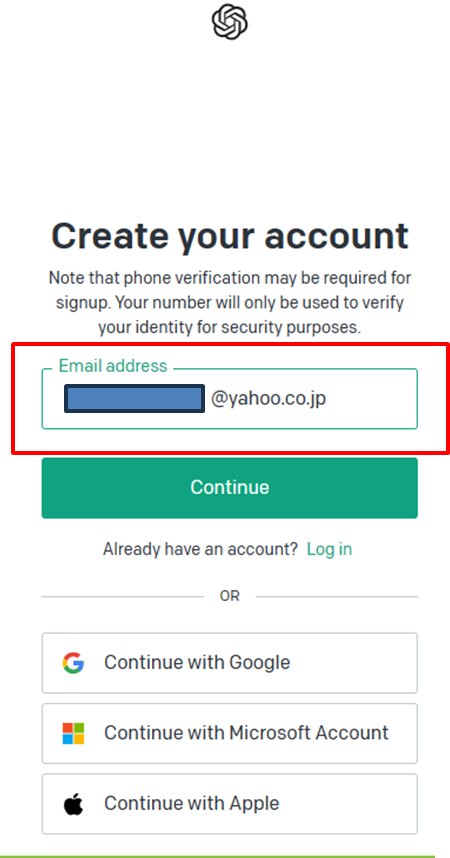 Create your account
Note that phone verification may be required for
signup. Your number will only be used to verify
your identity for security purposes.
Email address
@yahoo.co.jp
Continue
Already have an account? Log in
OR
Continue with Google
Continue with Microsoft Account
Continue with Apple